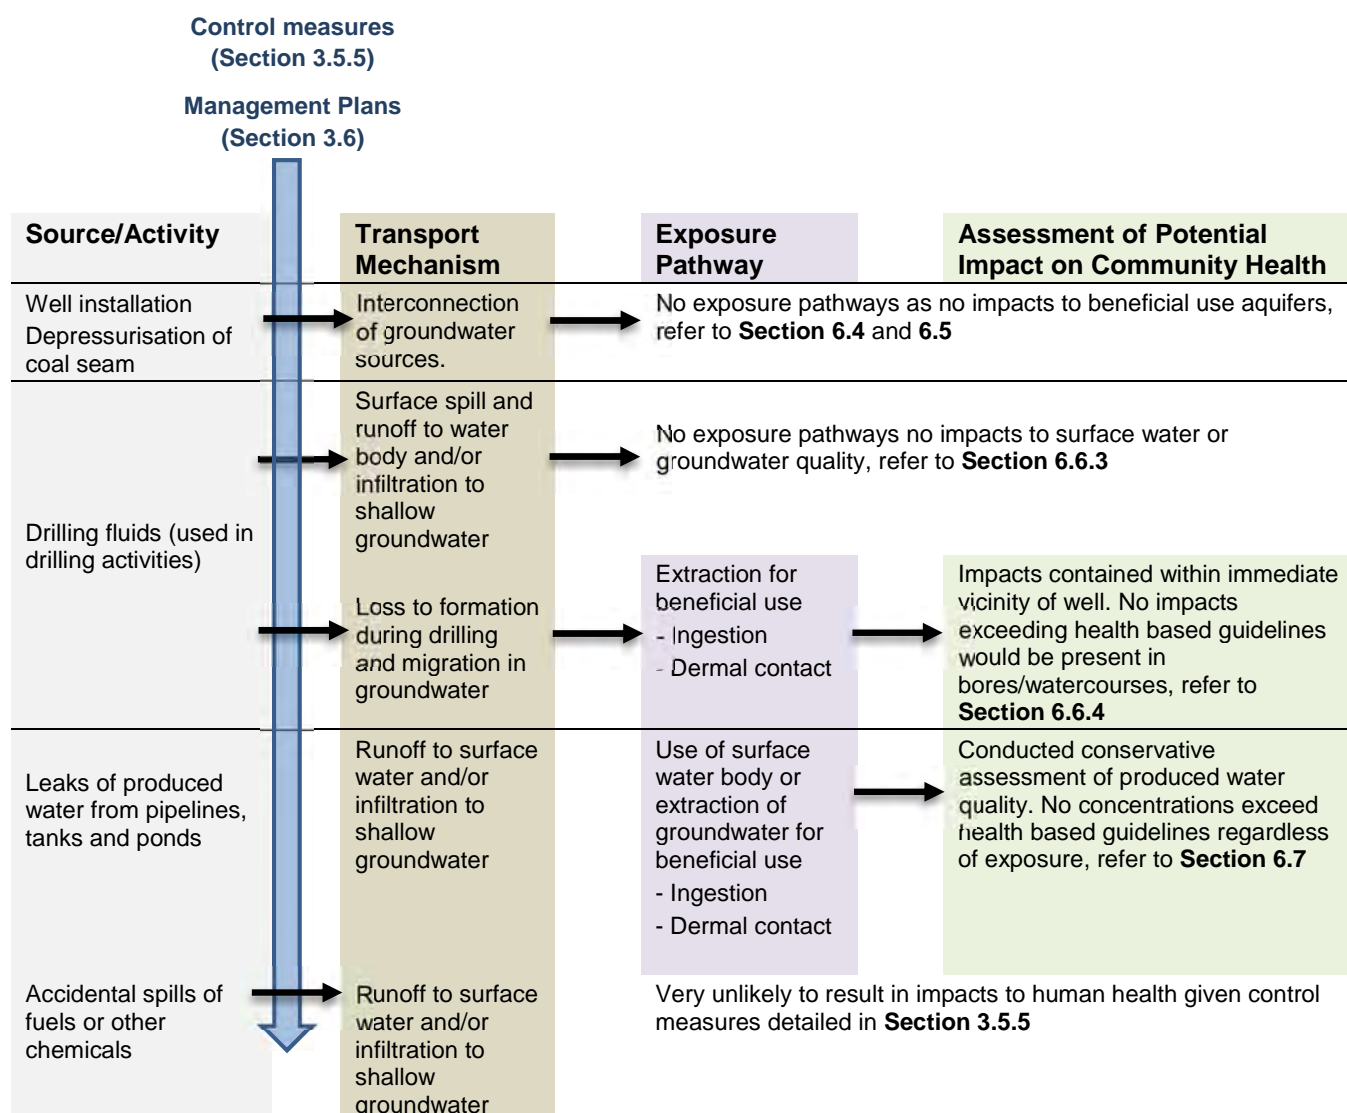 Control measures
(Section 3.5.5)
Management Plans
(Section 3.6)
Source/Activity
Transport
Mechanism
Exposure
Pathway
Assessment of Potential
Impact on Community Health
Well installation
Depressurisation of
coal seam
Interconnection
of groundwater
sources.
No exposure pathways as no impacts to beneficial use aquifers,
refer to Section 6.4 and 6.5
Drilling fluids (used in
drilling activities)
Surface spill and
runoff to water
body and/or
infiltration to
shallow
groundwater
No exposure pathways no impacts to surface water or
groundwater quality, refer to Section 6.6.3
Loss to formation
during drilling
and migration in
groundwater
Extraction for
beneficial use
- Ingestion
- Dermal contact
Impacts contained within immediate
vicinity of well. No impacts
exceeding health based guidelines
would be present in
bores/watercourses, refer to
Section 6.6.4
Leaks of produced
water from pipelines,
tanks and ponds
Runoff to surface
water and/or
infiltration to
shallow
groundwater
Use of surface
water body or
extraction of
groundwater for
beneficial use
- Ingestion
- Dermal contact
Conducted conservative
assessment of produced water
quality. No concentrations exceed
health based guidelines regardless
of exposure, refer to Section 6.7
Accidental spills of
fuels or other
chemicals
Runoff to surface
water and/or
infiltration to
shallow
groundwater
Very unlikely to result in impacts to human health given control
measures detailed in Section 3.5.5